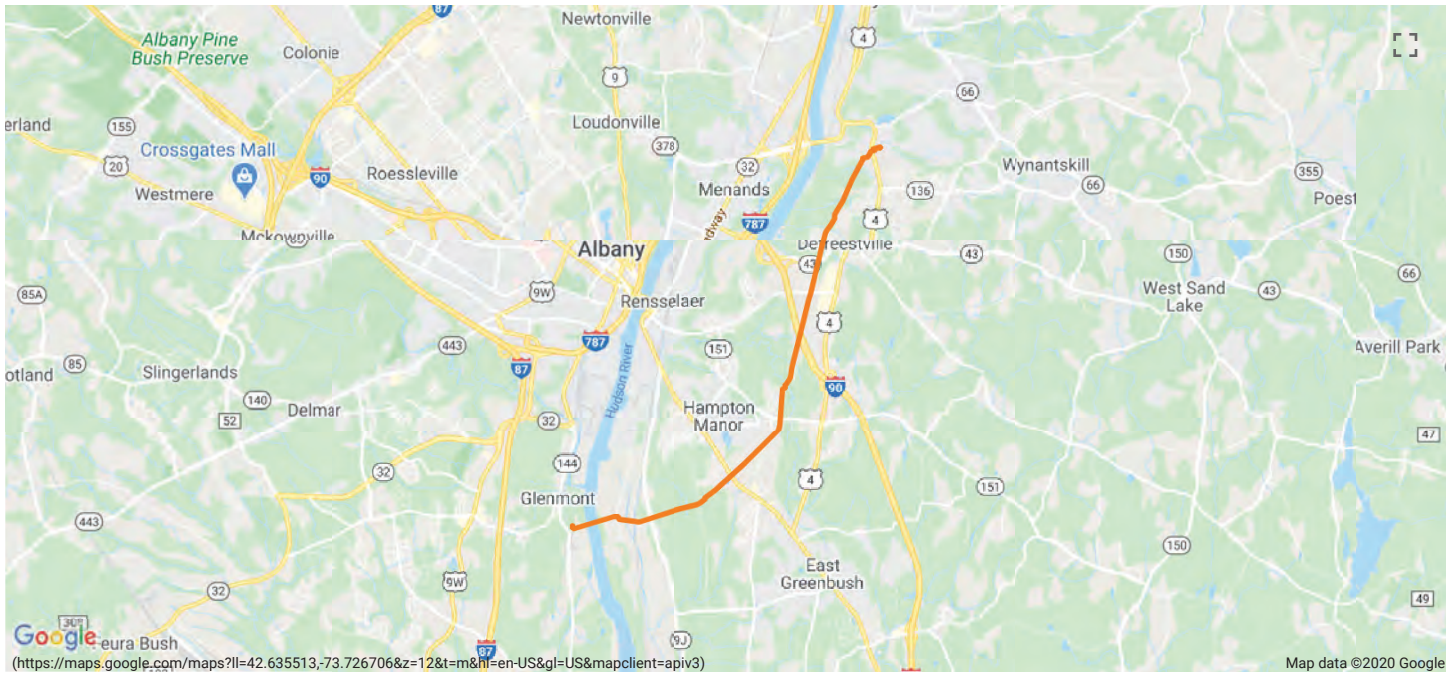 87
Newtonville
4
Albany Pine
Bush Preserve
Colonie
9
66
erland
155
Loudonville
378
Crossgates Mall
20
Roessleville
90
32
Wynantskill
Westmere
Menands
136
66
355
Poest
787
4
Mckownville
Albany
Defreestville
43
43
150
66
85A
9W
Rensselaer
West Sand
Lake
43
4
443
787
151
Averill Park
85
otland
Slingerlands
87
Hudson River
90
140
52
Delmar
32
Hampton
Manor
47
144
32
4
Glenmont
151
443
150
East
Greenbush
9W
32
49
Google
eura Bush
87
9J
(https://maps.google.com/maps?ll=42.635513,-73.726706&z=12&t=m&hl=en-US&gl=US&mapclient=apiv3)
Map data ©2020 Google